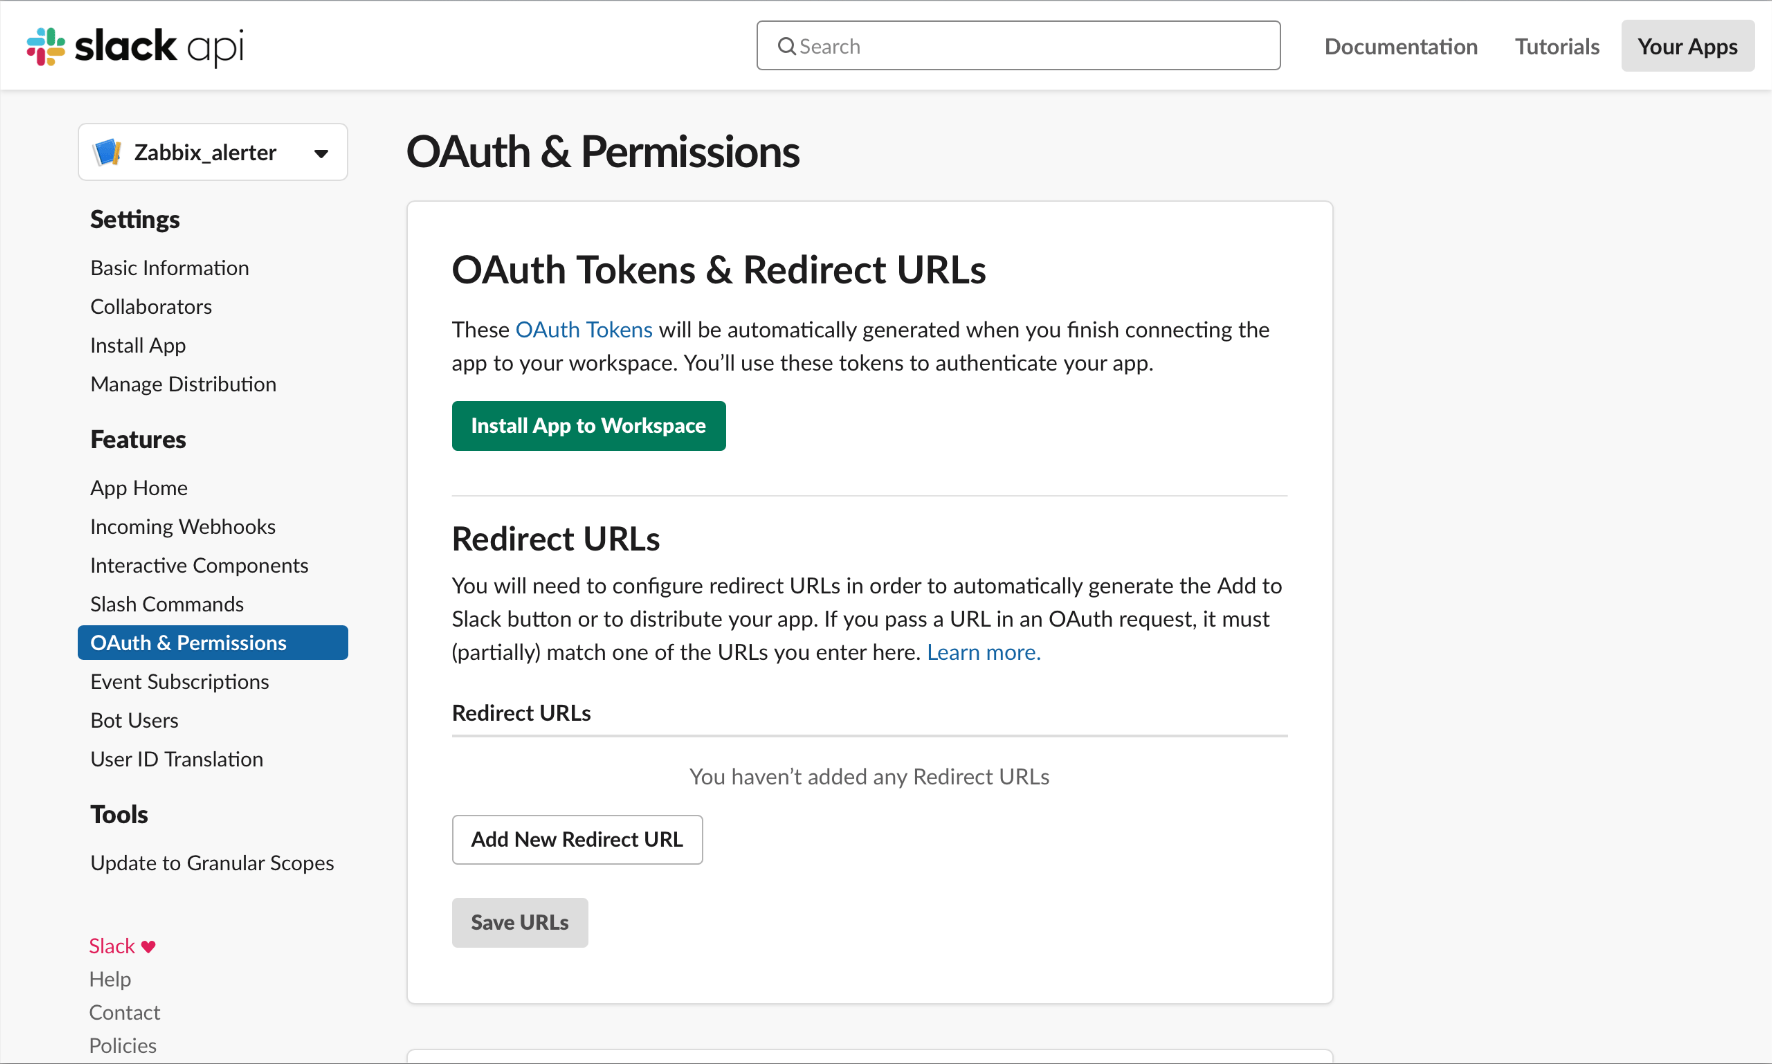 slack api
Search
Documentation
Tutorials
Your Apps
Zabbix_alerter
Settings
Basic Information
Collaborators
Install App
Manage Distribution
Features
App Home
Incoming Webhooks
Interactive Components
Slash Commands
OAuth & Permissions
Event Subscriptions
Bot Users
User ID Translation
Tools
Update to Granular Scopes
Slack ♥
Help
Contact
Policies
OAuth & Permissions
OAuth Tokens & Redirect URLs
These OAuth Tokens will be automatically generated when you finish connecting the
app to your workspace. You’ll use these tokens to authenticate your app.
Install App to Workspace
Redirect URLs
You will need to configure redirect URLs in order to automatically generate the Add to
Slack button or to distribute your app. If you pass a URL in an OAuth request, it must
(partially) match one of the URLs you enter here. Learn more.
Redirect URLs
You haven’t added any Redirect URLs
Add New Redirect URL
Save URLs